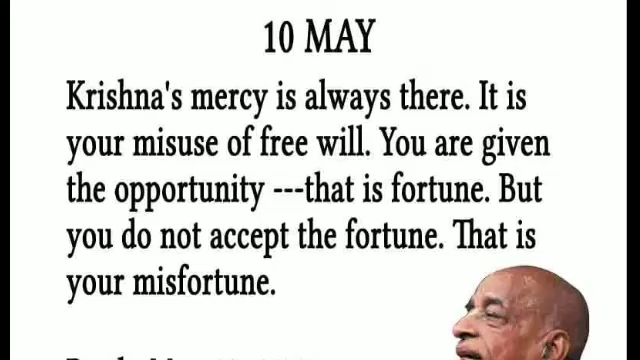 10 MAY
Krishna's mercy is always there. It is
your misuse of free will. You are given
the opportunity ---that is fortune. But
you do not accept the fortune. That is
your misfortune.